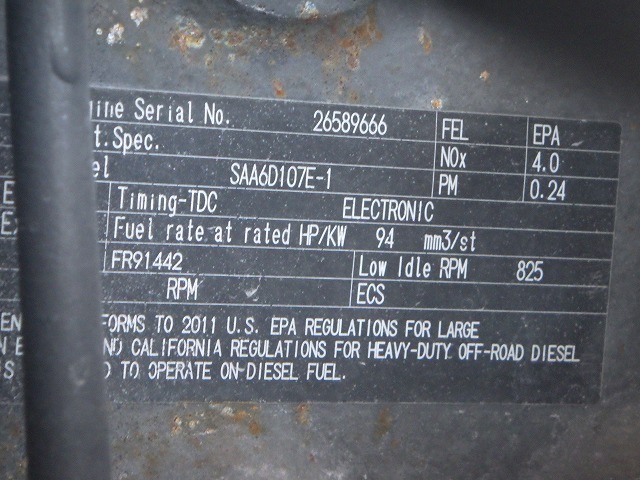 ine Serial No. 26589666 FEL EPA
t.Spec. NOx 4.0
el SAA6D107E-1 PM 0.24
Timing-TDC ELECTRONIC
E Fuel rate at rated HP/KW 94 mm3/st
Ex
FR91442 Low Idle RPM 825
RPM ECS
EN FORMS TO 2011 U.S. EPA REGULATIONS FOR LARGE
N E ND CALIFORNIA REGULATIONS FOR HEAVY-DUTY OFF-ROAD DIESEL
S D TO OPERATE ON DIESEL FUEL.